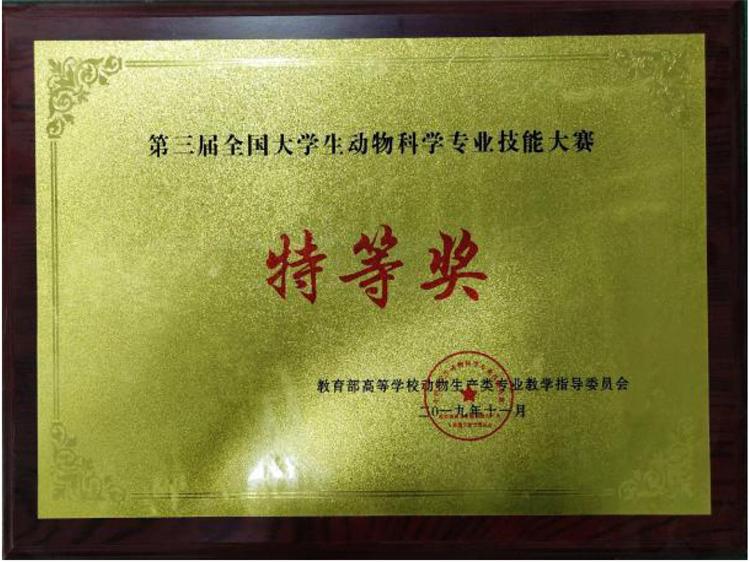 第三届全国大学生动物科学专业技能大赛
特等奖
教育部高等学校动物生产类专业教学指导委员会
二〇一九年十一月